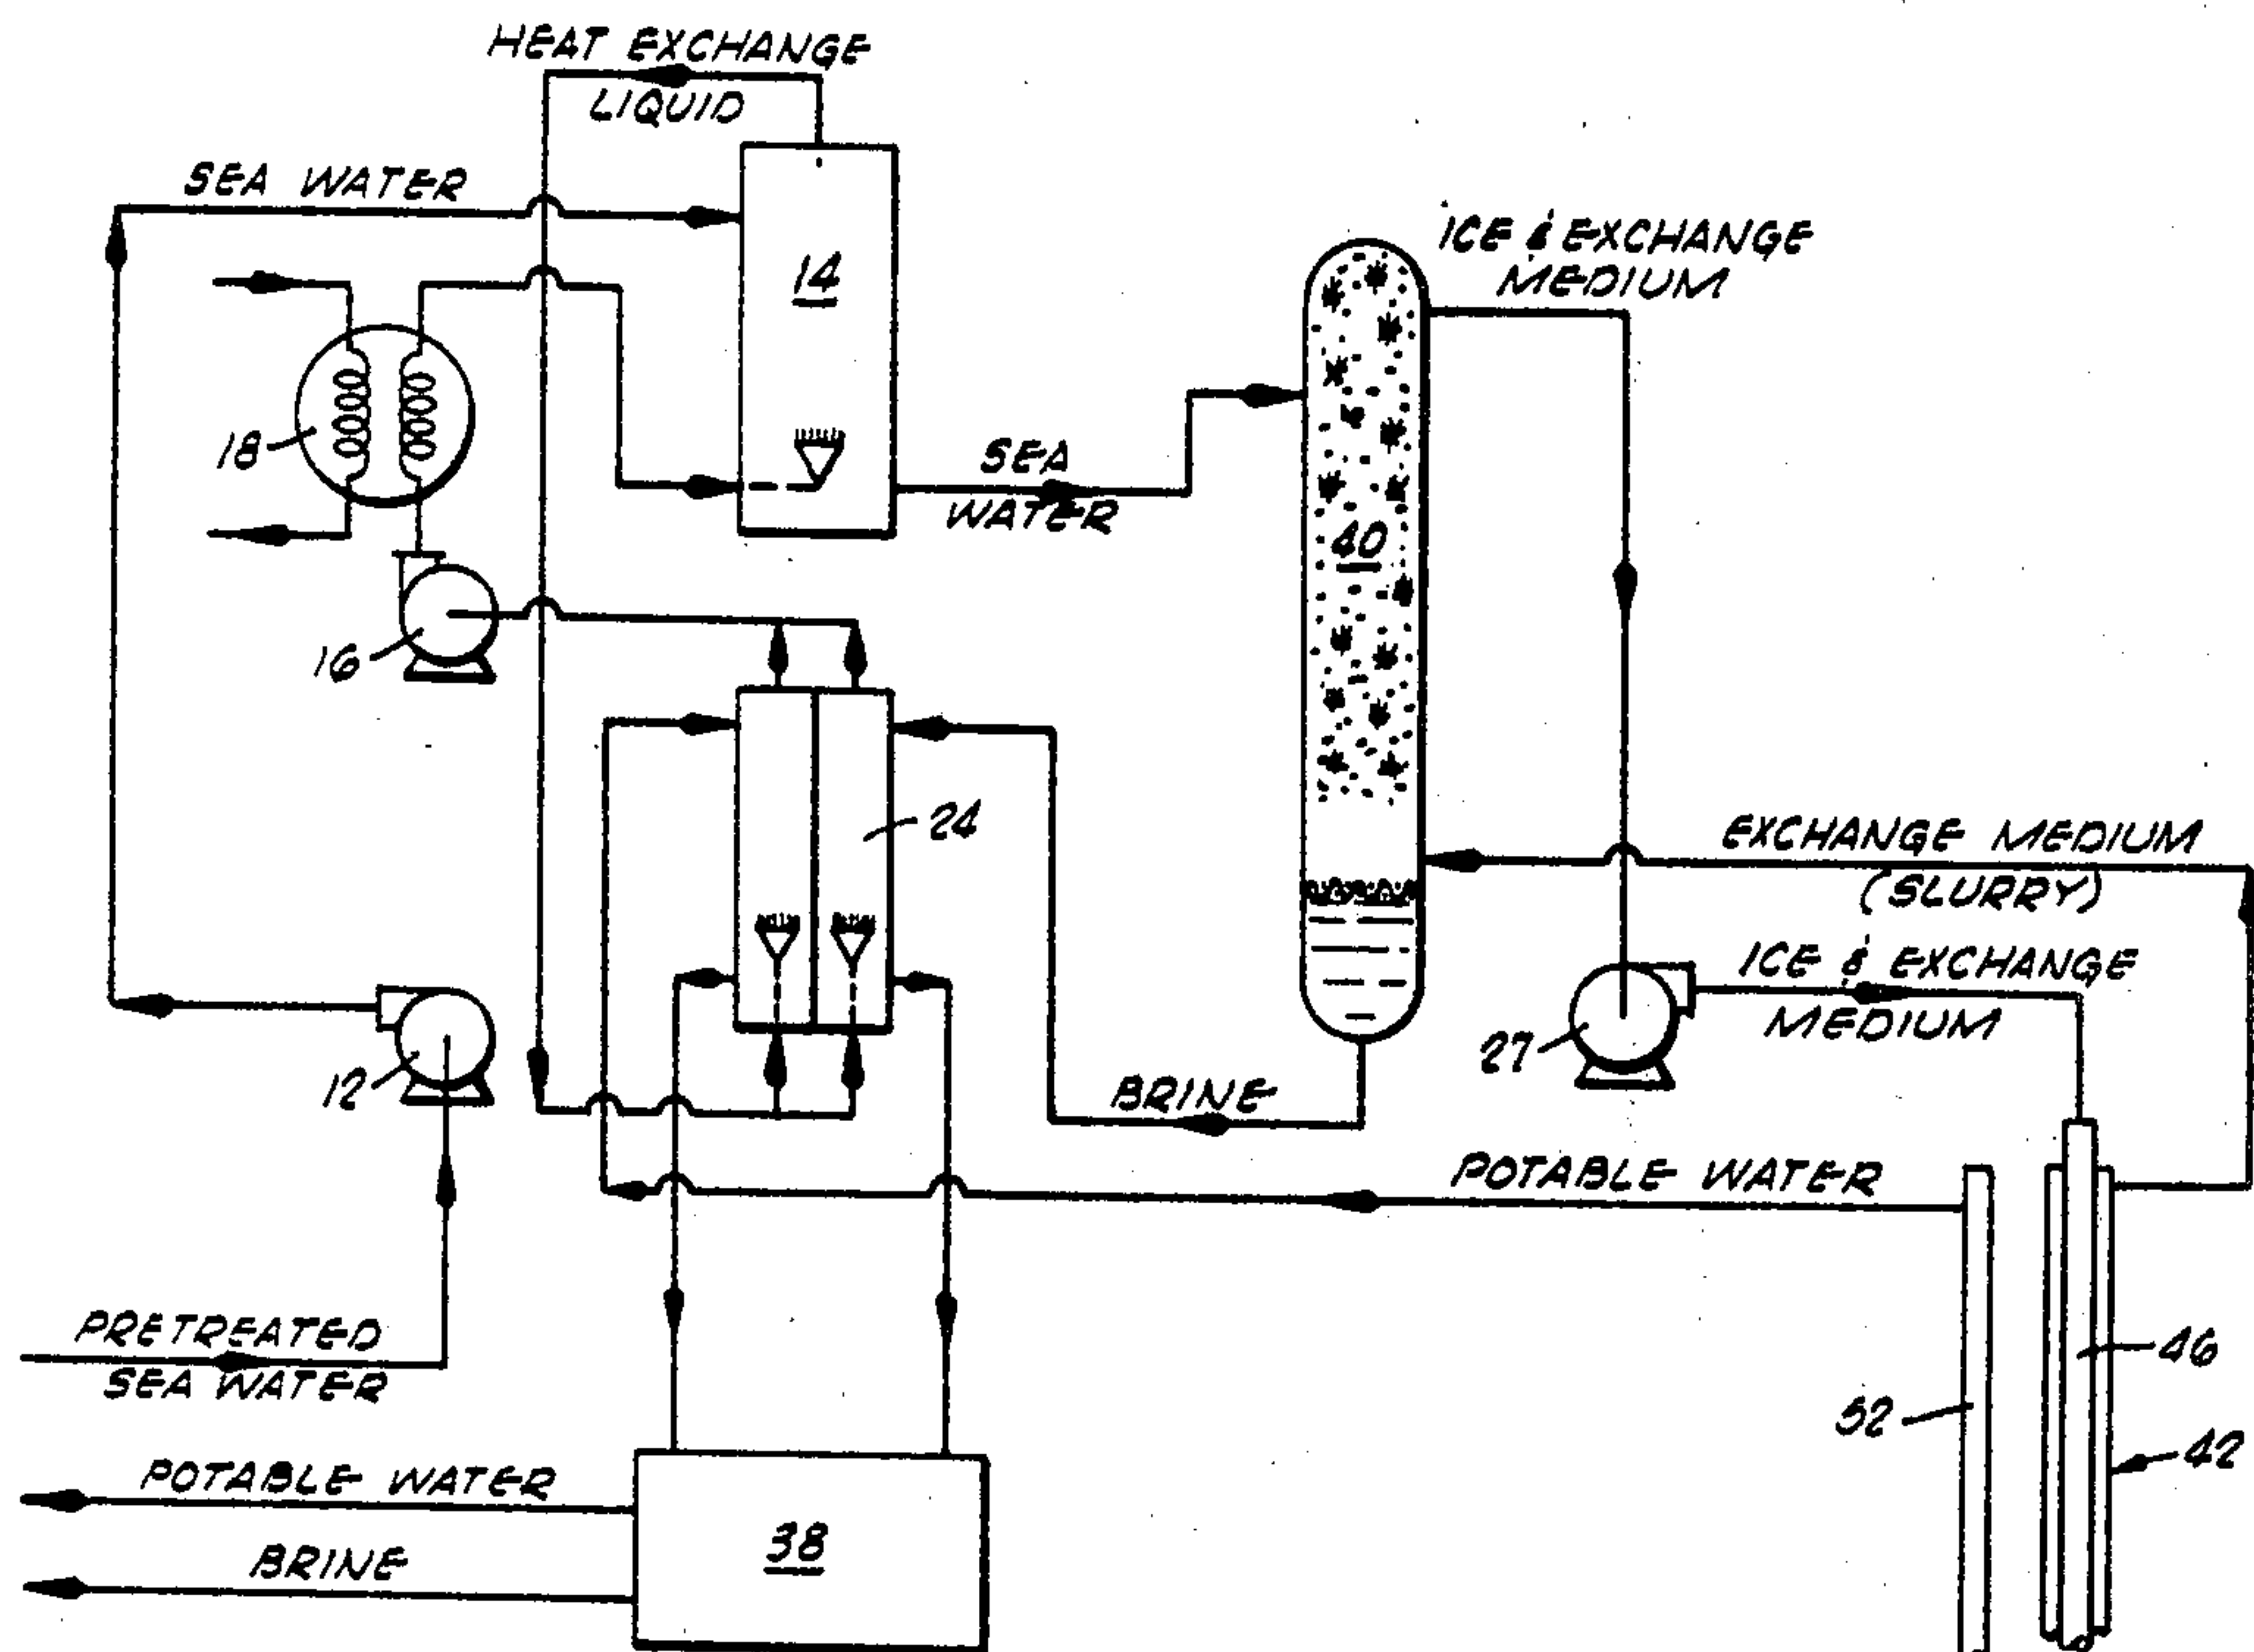 HEAT EXCHANGE
LIQUID
SEA WATER
14
ICE & EXCHANGE
MEDIUM
18
SEA
WATER
40
16
24
EXCHANGE MEDIUM
(SLURRY)
ICE & EXCHANGE
MEDIUM
27
12
BRINE
POTABLE WATER
PRETREATED
SEA WATER
46
52
42
POTABLE WATER
38
BRINE